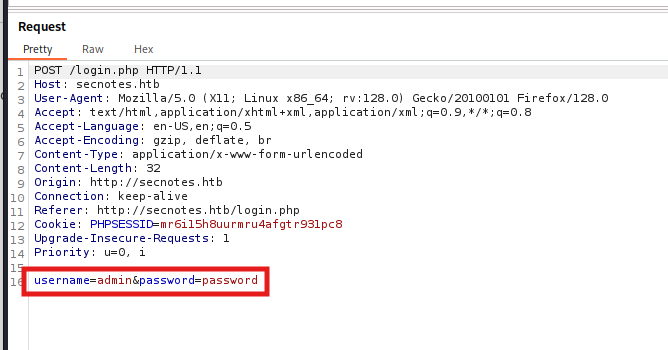 Request
Pretty Raw Hex
1 POST /login.php HTTP/1.1
2 Host: secnotes.htb
3 User-Agent: Mozilla/5.0 (X11; Linux x86_64; rv:128.0) Gecko/20100101 Firefox/128.0
4 Accept: text/html,application/xhtml+xml,application/xml;q=0.9,*/*;q=0.8
5 Accept-Language: en-US,en;q=0.5
6 Accept-Encoding: gzip, deflate, br
7 Content-Type: application/x-www-form-urlencoded
8 Content-Length: 32
9 Origin: http://secnotes.htb
10 Connection: keep-alive
11 Referer: http://secnotes.htb/login.php
12 Cookie: PHPSESSID=mr6i15h8uurmru4afgtr931pc8
13 Upgrade-Insecure-Requests: 1
14 Priority: u=0, i
15
16 username=admin&password=password